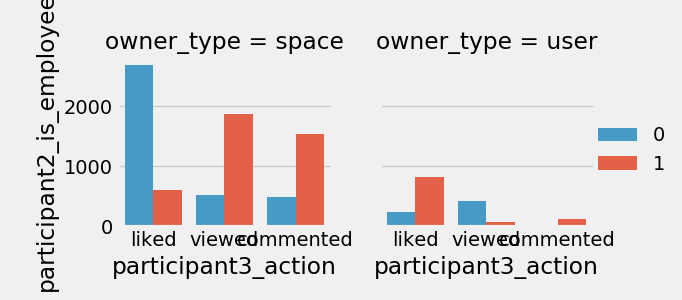 owner_type = space
owner_type = user
participant2_is_employee
2000
1000
0
liked
viewed
commented
liked
viewed
commented
participant3_action
participant3_action
0
1